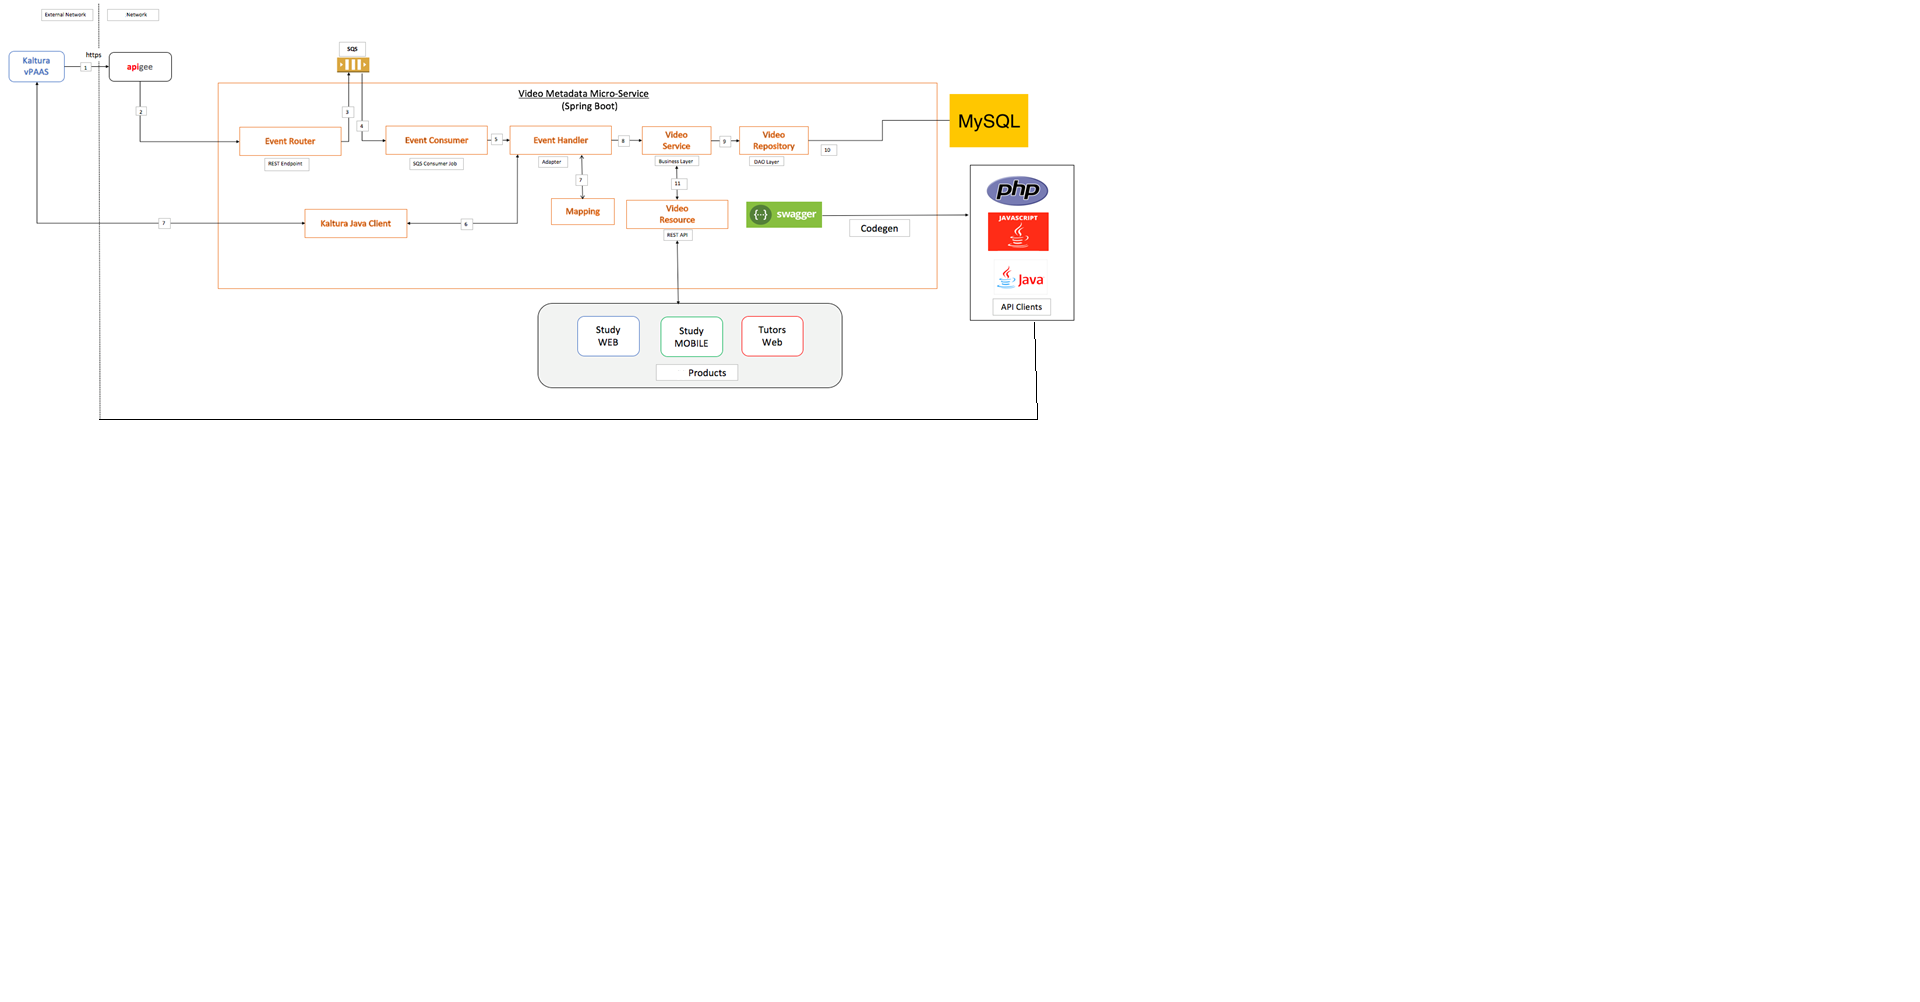 External Network
Network
https
Kaltura
vPAAS
1
apigee
2
SQS
3
4
Video Metadata Micro-Service
(Spring Boot)
Event Router
REST Endpoint
Event Consumer
SQS Consumer Job
5
Event Handler
Adapter
8
Video
Service
Business Layer
9
Video
Repository
DAO Layer
10
MySQL
7
11
Mapping
Video
Resource
REST API
swagger
Codegen
7
Kaltura Java Client
6
php
JAVASCRIPT
Java
API Clients
Study
WEB
Study
MOBILE
Tutors
Web
Products